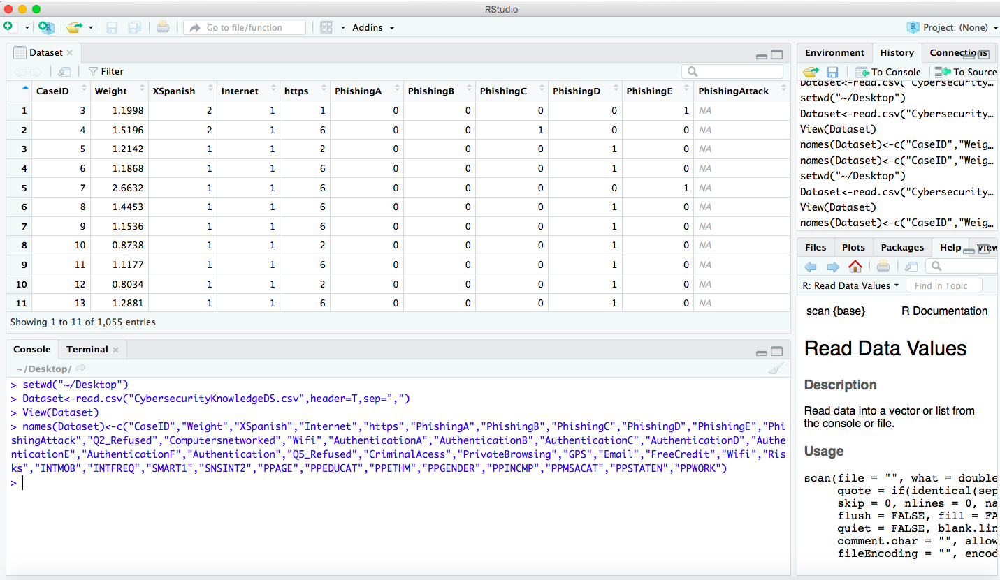 RStudio
Go to file/function Addins Project: (None)
Dataset
Filter
CaseID Weight XSpanish Internet https PhishingA PhishingB PhishingC PhishingD PhishingE PhishingAttack
1 3 1.1998 2 1 1 0 0 0 0 1 NA
2 4 1.5196 2 1 6 0 0 1 0 0 NA
3 5 1.2142 1 1 2 0 0 0 1 0 NA
4 6 1.1868 1 1 6 0 0 0 1 0 NA
5 7 2.6632 1 1 6 0 0 0 0 1 NA
6 8 1.4453 1 1 6 0 0 0 1 0 NA
7 9 1.1536 1 1 6 0 0 0 1 0 NA
8 10 0.8738 1 1 2 0 0 0 1 0 NA
9 11 1.1177 1 1 6 0 0 0 1 0 NA
10 12 0.8034 1 1 2 0 0 0 1 0 NA
11 13 1.2881 1 1 6 0 0 0 1 0 NA
Showing 1 to 11 of 1,055 entries
Console Terminal
~/Desktop/
> setwd("~/Desktop")
> Dataset<-read.csv("CybersecurityKnowledgeDS.csv",header=T,sep=",")
> View(Dataset)
> names(Dataset)<-c("CaseID","Weight","XSpanish","Internet","https","PhishingA","PhishingB","PhishingC","PhishingD","PhishingE","Phi
shingAttack","Q2_Refused","Computersnetworked","Wifi","AuthenticationA","AuthenticationB","AuthenticationC","AuthenticationD","Authe
nticationE","AuthenticationF","Authentication","Q5_Refused","CriminalAcess","PrivateBrowsing","GPS","Email","FreeCredit","Wifi","Ris
ks","INTMOB","INTFREQ","SMART1","SNSINT2","PPAGE","PPEDUCAT","PPETHM","PPGENDER","PPINCMP","PPMSACAT","PPSTATEN","PPWORK")
>
Environment History Connections
To Console To Source
Dataset<-read.csv("Cybersecurity…
setwd("~/Desktop")
Dataset<-read.csv("Cybersecurity…
View(Dataset)
names(Dataset)<-c("CaseID","Weig…
names(Dataset)<-c("CaseID","Weig…
setwd("~/Desktop")
Dataset<-read.csv("Cybersecurity…
View(Dataset)
names(Dataset)<-c("CaseID","Weig…
Files Plots Packages Help View
R: Read Data Values Find in Topic
scan {base} R Documentation
Read Data Values
Description
Read data into a vector or list from
the console or file.
Usage
scan(file = "", what = double
quote = if(identical(sep
skip = 0, nlines = 0, na
flush = FALSE, fill = FA
quiet = FALSE, blank.lin
comment.char = "", allow
fileEncoding = "", encod